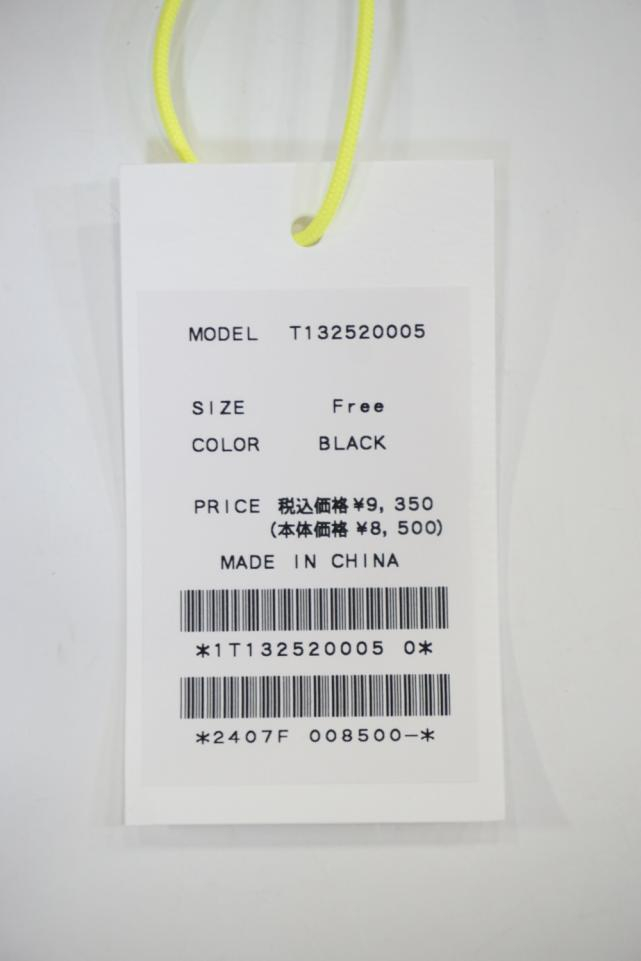 MODEL T132520005
SIZE Free
COLOR BLACK
PRICE 税込価格 ¥9, 350
(本体価格 ¥8, 500)
MADE IN CHINA
*1T132520005 0*
*2407F 008500-*